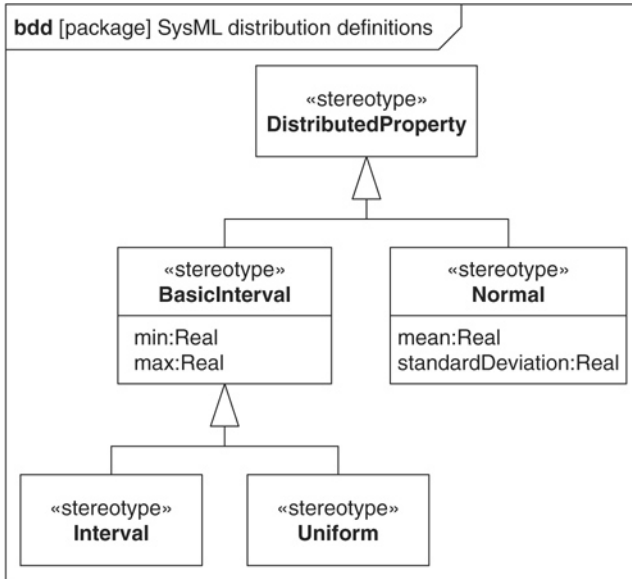 bdd [package] SysML distribution definitions
«stereotype»
DistributedProperty
«stereotype»
BasicInterval
min:Real
max:Real
«stereotype»
Normal
mean:Real
standardDeviation:Real
«stereotype»
Interval
«stereotype»
Uniform